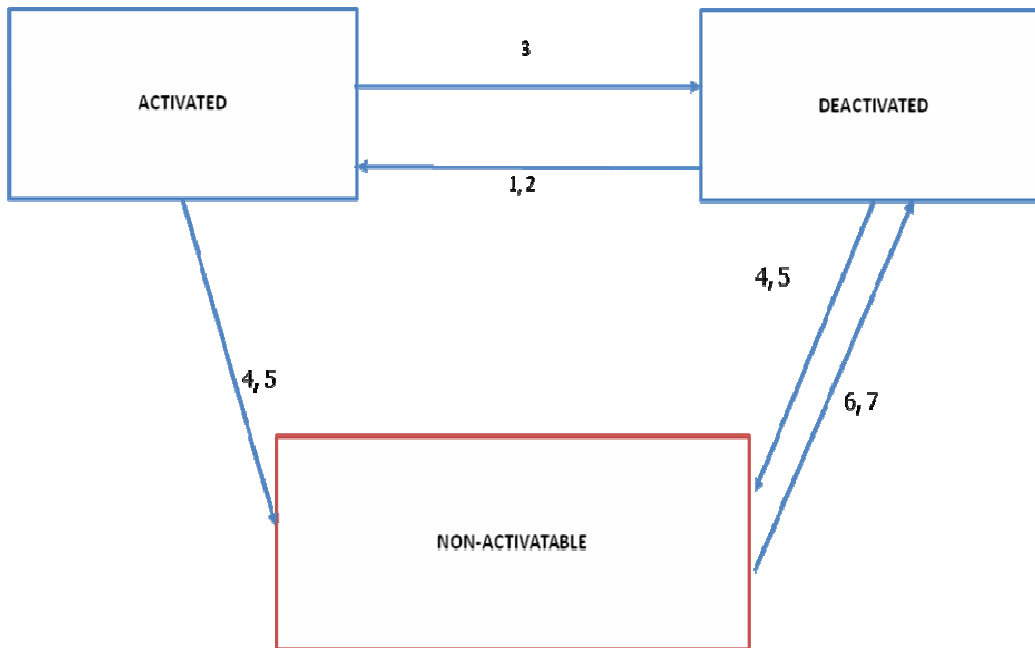 3
ACTIVATED
DEACTIVATED
1, 2
4, 5
4, 5
6, 7
NON-ACTIVATABLE